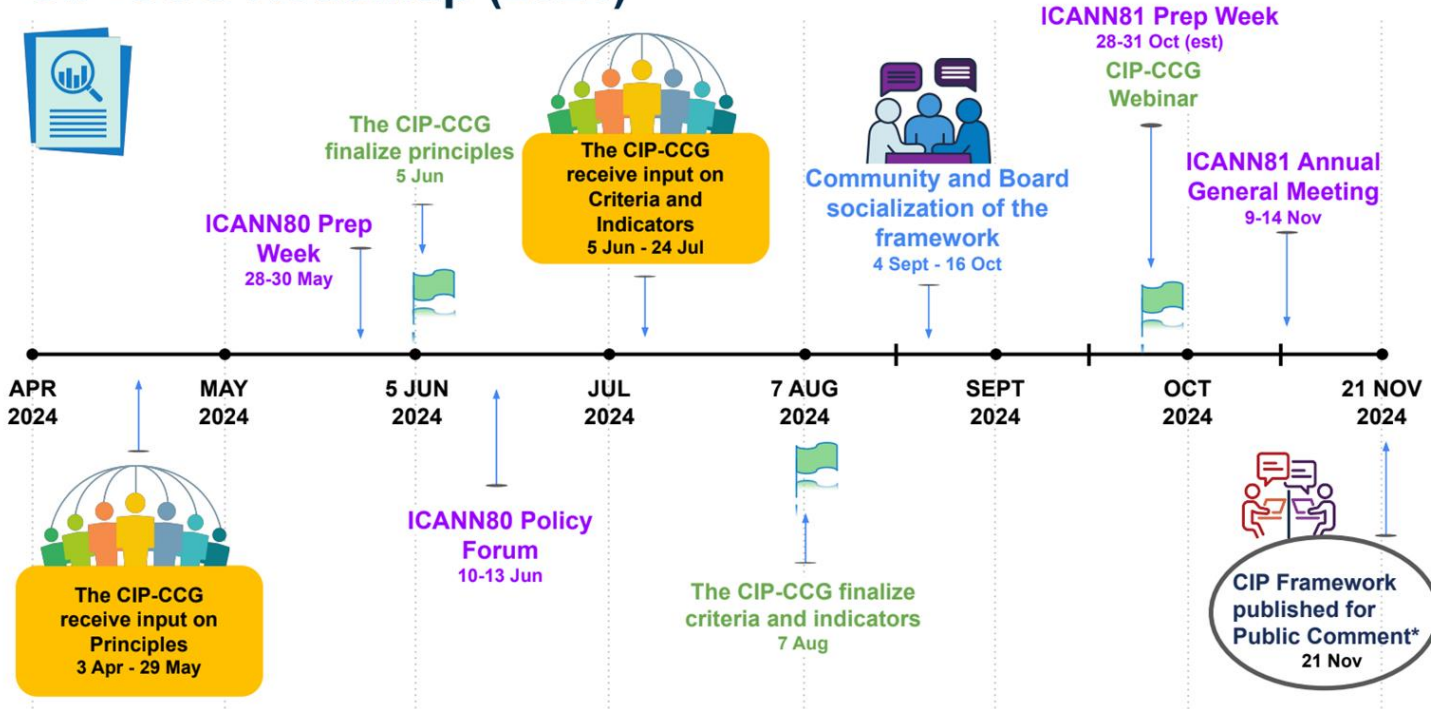 ICANN81 Prep Week
28-31 Oct (est)
CIP-CCG
Webinar
The CIP-CCG
finalize principles
5 Jun
The CIP-CCG
receive input on
Criteria and
Indicators
5 Jun - 24 Jul
ICANN81 Annual
General Meeting
9-14 Nov
Community and Board
socialization of the
framework
4 Sept - 16 Oct
ICANN80 Prep
Week
28-30 May
APR
2024
MAY
2024
5 JUN
2024
JUL
2024
7 AUG
2024
SEPT
2024
OCT
2024
21 NOV
2024
ICANN80 Policy
Forum
10-13 Jun
The CIP-CCG
receive input on
Principles
3 Apr - 29 May
The CIP-CCG finalize
criteria and indicators
7 Aug
CIP Framework
published for
Public Comment*
21 Nov